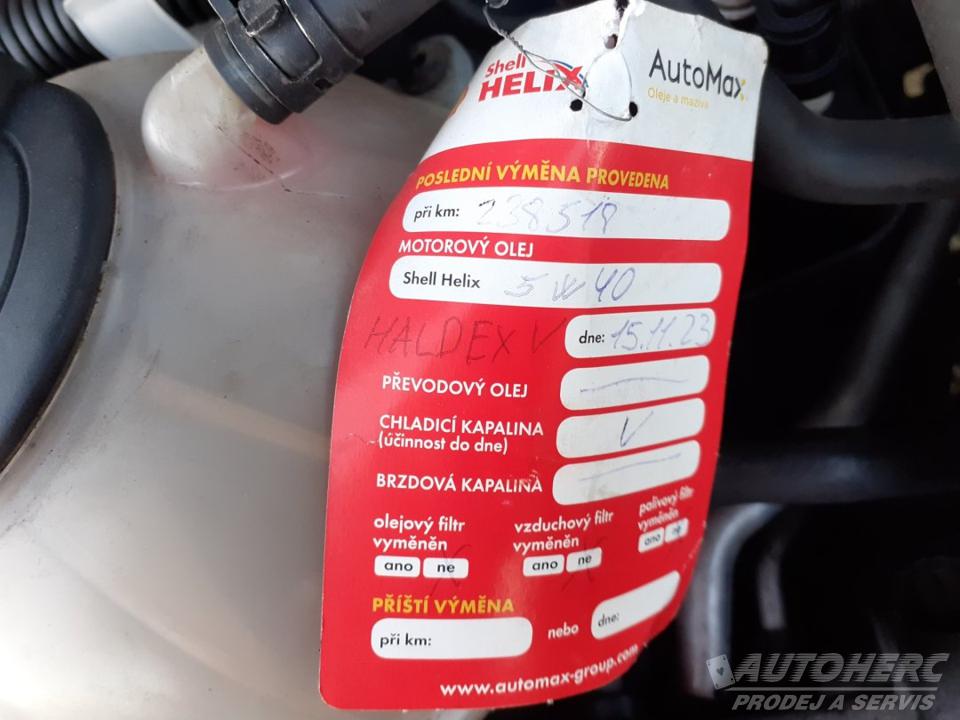 Shell
HELIX
AutoMax
Oleje a maziva
POSLEDNÍ VÝMĚNA PROVEDENA
při km: 238518
MOTOROVÝ OLEJ
Shell Helix 5W40
HALDEX V
dne: 15.11.23
PŘEVODOVÝ OLEJ
CHLADICÍ KAPALINA V
(účinnost do dne)
BRZDOVÁ KAPALINA
olejový filtr
vyměněn
ano ne
vzduchový filtr
vyměněn
ano ne
palivový filtr
vyměněn
ano ne
PŘÍŠTÍ VÝMĚNA
při km: nebo dne:
www.automax-group.com
AUTOHERC
PRODEJ A SERVIS